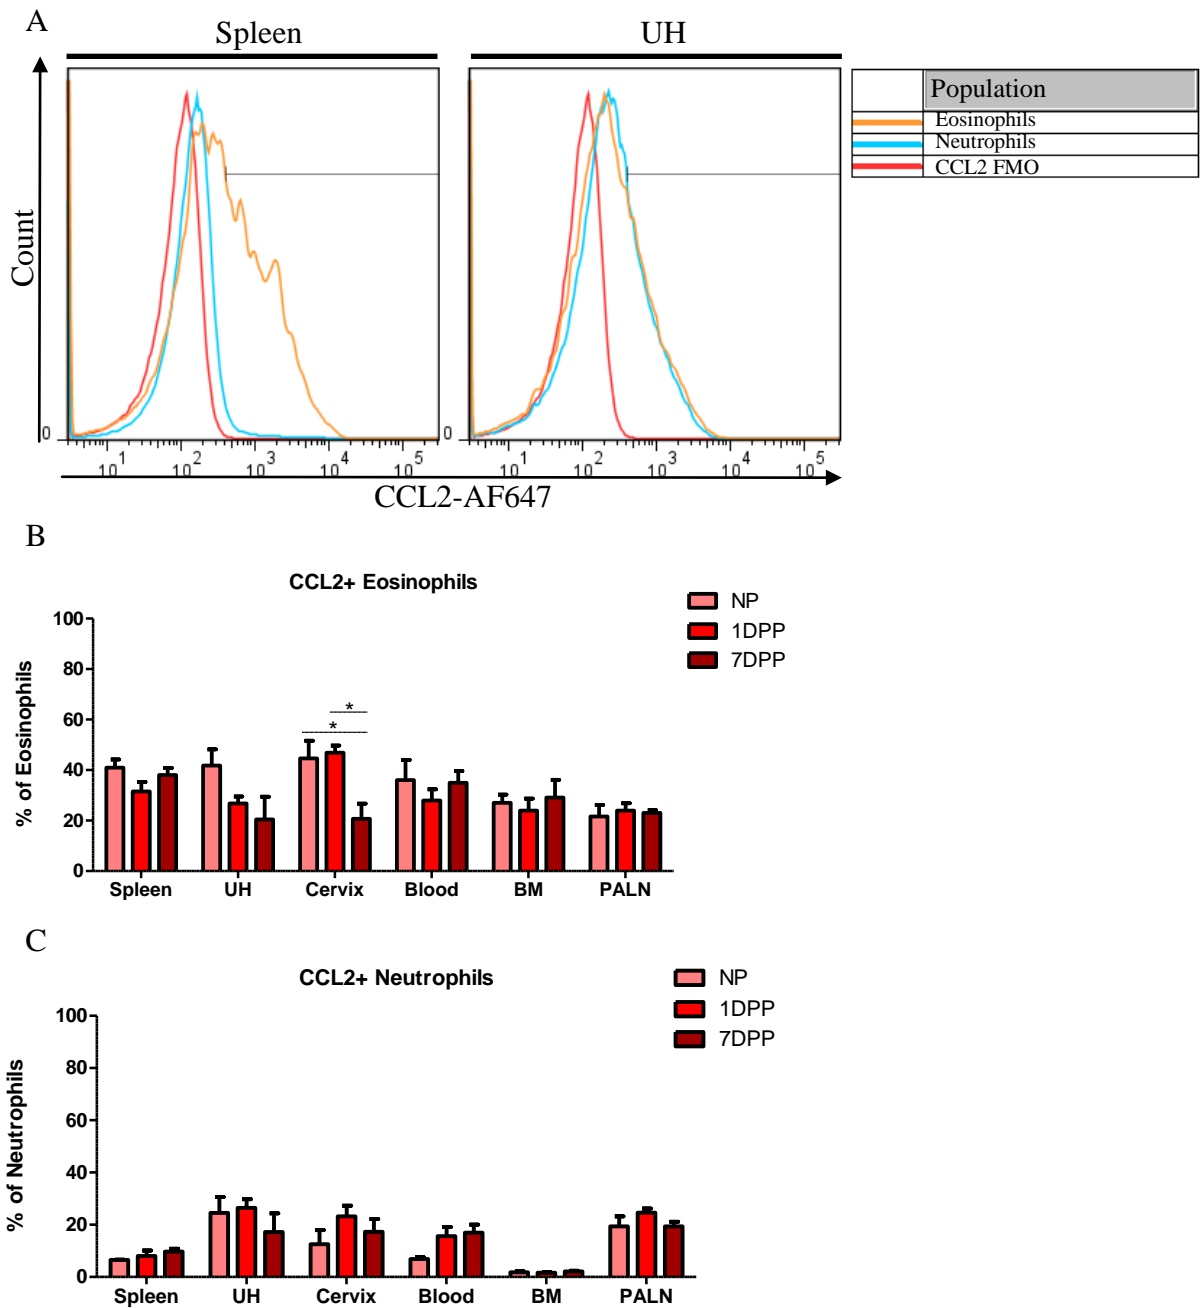 A
Spleen
UH
Population
Eosinophils
Neutrophils
CCL2 FMO
Count
0
10^1 10^2 10^3 10^4 10^5
0
10^1 10^2 10^3 10^4 10^5
CCL2-AF647
B
CCL2+ Eosinophils
NP
1DPP
7DPP
% of Eosinophils
100
80
60
40
20
0
*
*
Spleen UH Cervix Blood BM PALN
C
CCL2+ Neutrophils
NP
1DPP
7DPP
% of Neutrophils
100
80
60
40
20
0
Spleen UH Cervix Blood BM PALN